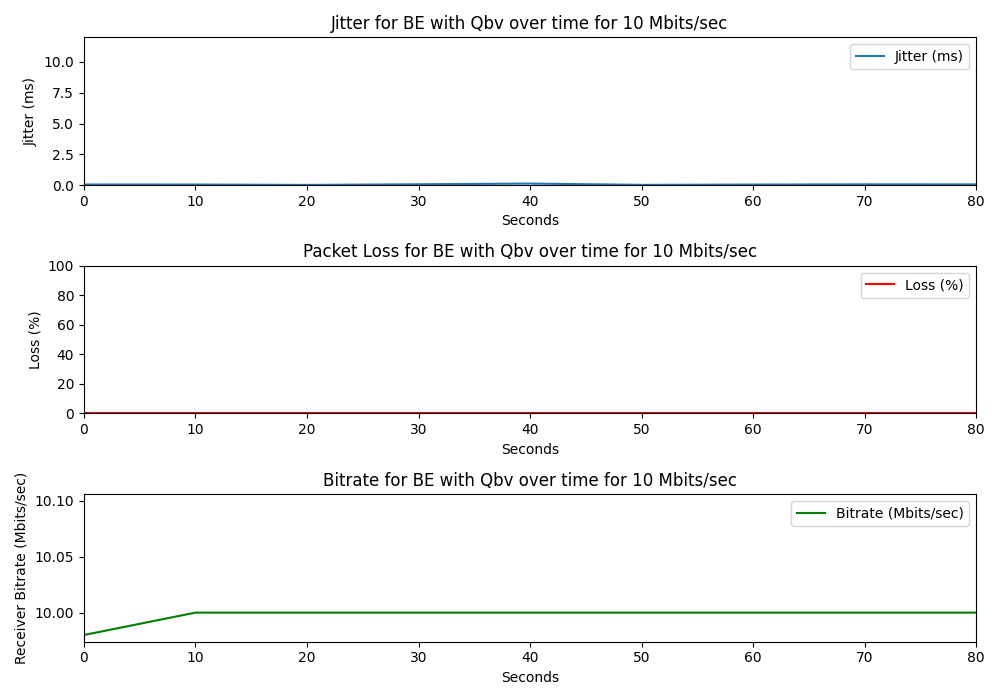 Jitter for BE with Qbv over time for 10 Mbits/sec
Jitter (ms)
10.0
7.5
5.0
2.5
0.0
Jitter (ms)
0 10 20 30 40 50 60 70 80
Seconds
Packet Loss for BE with Qbv over time for 10 Mbits/sec
Loss (%)
100
80
60
40
20
0
Loss (%)
0 10 20 30 40 50 60 70 80
Seconds
Bitrate for BE with Qbv over time for 10 Mbits/sec
Receiver Bitrate (Mbits/sec)
10.10
10.05
10.00
Bitrate (Mbits/sec)
0 10 20 30 40 50 60 70 80
Seconds